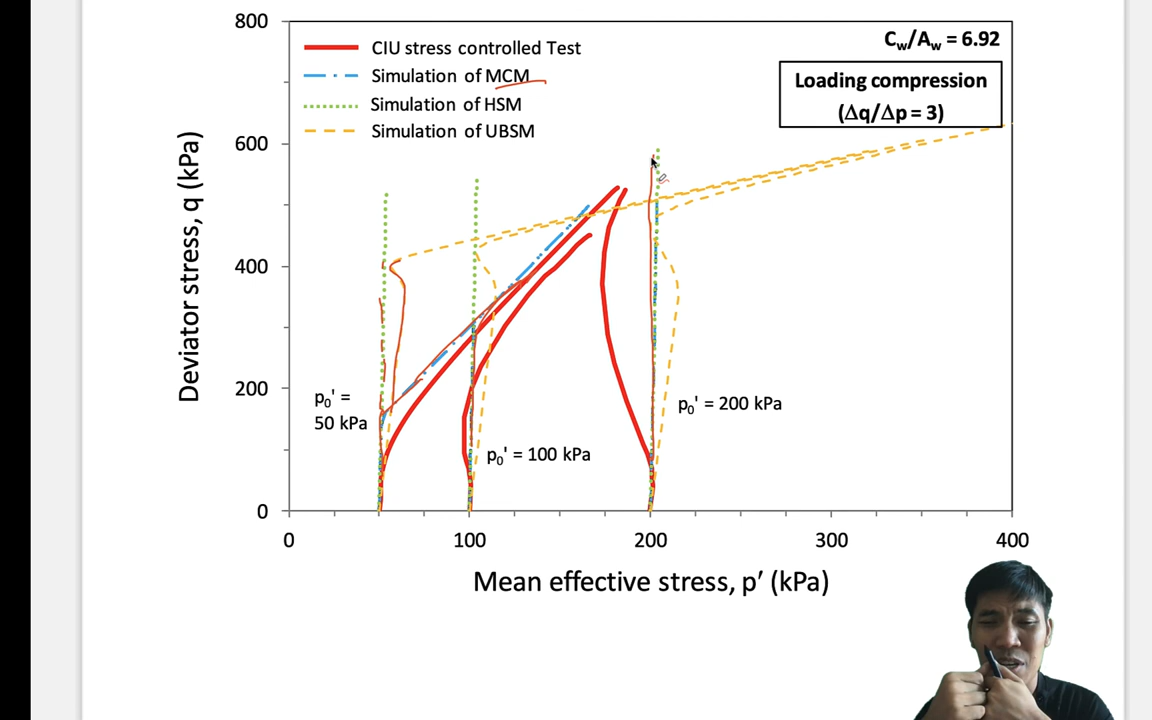 800
600
400
200
0
Deviator stress, q (kPa)
CIU stress controlled Test
Simulation of MCM
Simulation of HSM
Simulation of UBSM
Cw/Aw = 6.92
Loading compression
(Δq/Δp = 3)
p0' =
50 kPa
p0' = 100 kPa
p0' = 200 kPa
0 100 200 300 400
Mean effective stress, p′ (kPa)